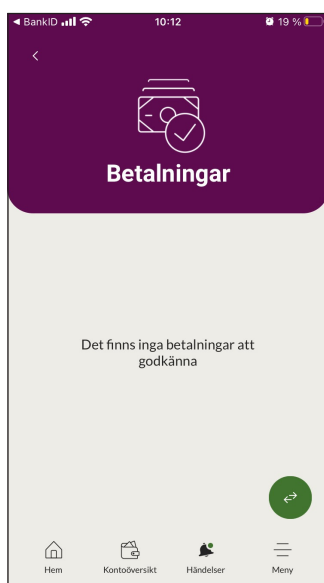 BankID 10:12 19 %
Betalningar
Det finns inga betalningar att
godkänna
Hem Kontoöversikt Händelser Meny